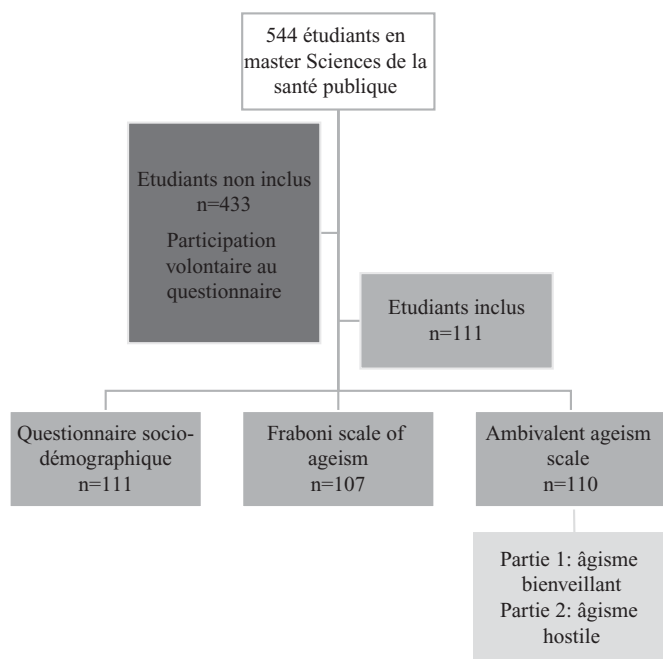 544 étudiants en
master Sciences de la
santé publique
Etudiants non inclus
n=433
Participation
volontaire au
questionnaire
Etudiants inclus
n=111
Questionnaire socio-
démographique
n=111
Fraboni scale of
ageism
n=107
Ambivalent ageism
scale
n=110
Partie 1: âgisme
bienveillant
Partie 2: âgisme
hostile